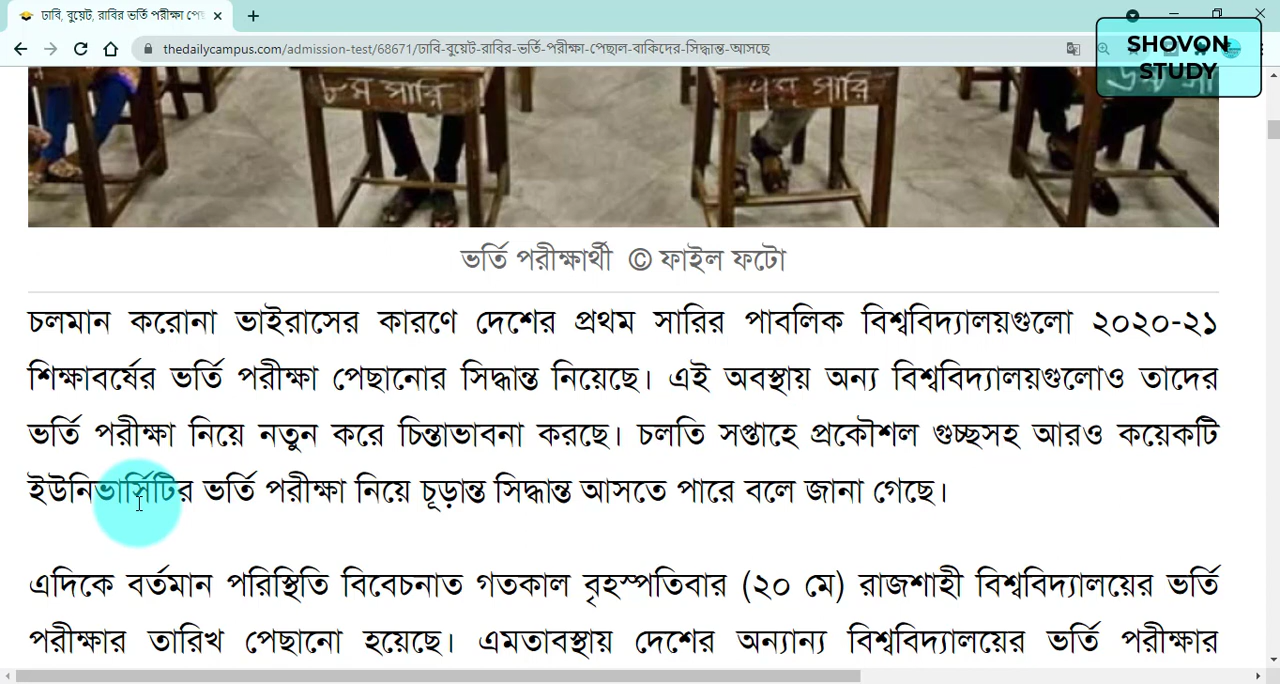 ঢাবি, বুয়েট, রাবির ভর্তি পরীক্ষা পেছ
thedailycampus.com/admission-test/68671/ঢাবি-বুয়েট-রাবির-ভর্তি-পরীক্ষা-পেছাল-বাকিদের-সিদ্ধান্ত-আসছে
SHOVON
STUDY
চম সারি
ভর্তি পরীক্ষার্থী © ফাইল ফটো
চলমান করোনা ভাইরাসের কারণে দেশের প্রথম সারির পাবলিক বিশ্ববিদ্যালয়গুলো ২০২০-২১
শিক্ষাবর্ষের ভর্তি পরীক্ষা পেছানোর সিদ্ধান্ত নিয়েছে। এই অবস্থায় অন্য বিশ্ববিদ্যালয়গুলোও তাদের
ভর্তি পরীক্ষা নিয়ে নতুন করে চিন্তাভাবনা করছে। চলতি সপ্তাহে প্রকৌশল গুচ্ছসহ আরও কয়েকটি
ইউনিভার্সিটির ভর্তি পরীক্ষা নিয়ে চূড়ান্ত সিদ্ধান্ত আসতে পারে বলে জানা গেছে।
এদিকে বর্তমান পরিস্থিতি বিবেচনাত গতকাল বৃহস্পতিবার (২০ মে) রাজশাহী বিশ্ববিদ্যালয়ের ভর্তি
পরীক্ষার তারিখ পেছানো হয়েছে। এমতাবস্থায় দেশের অন্যান্য বিশ্ববিদ্যালয়ের ভর্তি পরীক্ষার